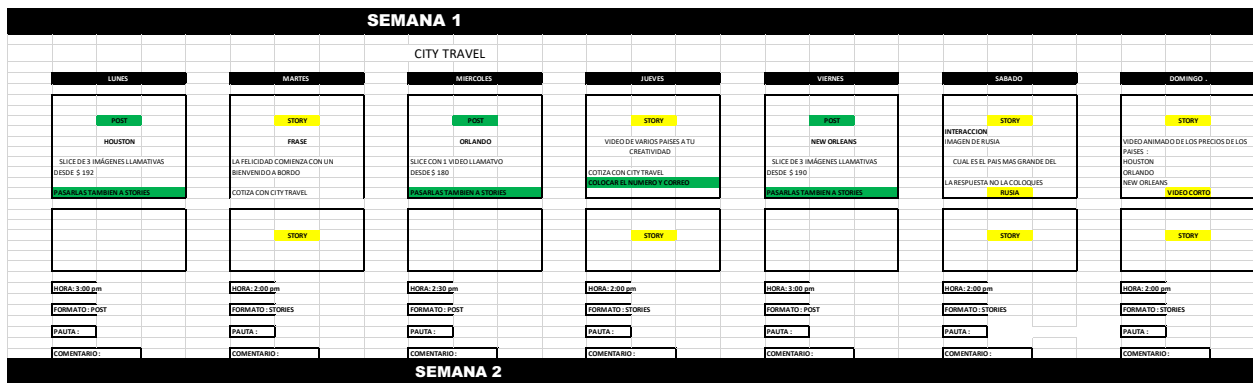 SEMANA 1
CITY TRAVEL
LUNES
MARTES
MIERCOLES
JUEVES
VIERNES
SABADO
DOMINGO .
POST
HOUSTON
SLICE DE 3 IMÁGENES LLAMATIVAS
DESDE $ 192
PASARLAS TAMBIEN A STORIES
STORY
FRASE
LA FELICIDAD COMIENZA CON UN
BIENVENIDO A BORDO
COTIZA CON CITY TRAVEL
POST
ORLANDO
SLICE CON 1 VIDEO LLAMATVO
DESDE $ 180
PASARLAS TAMBIEN A STORIES
STORY
VIDEO DE VARIOS PAISES A TU
CREATIVIDAD
COTIZA CON CITY TRAVEL
COLOCAR EL NUMERO Y CORREO
POST
NEW ORLEANS
SLICE DE 3 IMÁGENES LLAMATIVAS
DESDE $ 190
PASARLAS TAMBIEN A STORIES
STORY
INTERACCION
IMAGEN DE RUSIA
CUAL ES EL PAIS MAS GRANDE DEL
LA RESPUESTA NO LA COLOQUES
RUSIA
STORY
VIDEO ANIMADO DE LOS PRECIOS DE LOS
PAISES :
HOUSTON
ORLANDO
NEW ORLEANS
VIDEO CORTO
STORY
STORY
STORY
STORY
HORA: 3:00 pm
HORA: 2:00 pm
HORA: 2:30 pm
HORA: 2:00 pm
HORA: 3:00 pm
HORA: 2:00 pm
HORA: 2:00 pm
FORMATO : POST
FORMATO : STORIES
FORMATO : POST
FORMATO : STORIES
FORMATO : POST
FORMATO : STORIES
FORMATO : STORIES
PAUTA :
PAUTA :
PAUTA :
PAUTA :
PAUTA :
PAUTA :
PAUTA :
COMENTARIO :
COMENTARIO :
COMENTARIO :
COMENTARIO :
COMENTARIO :
COMENTARIO :
COMENTARIO :
SEMANA 2